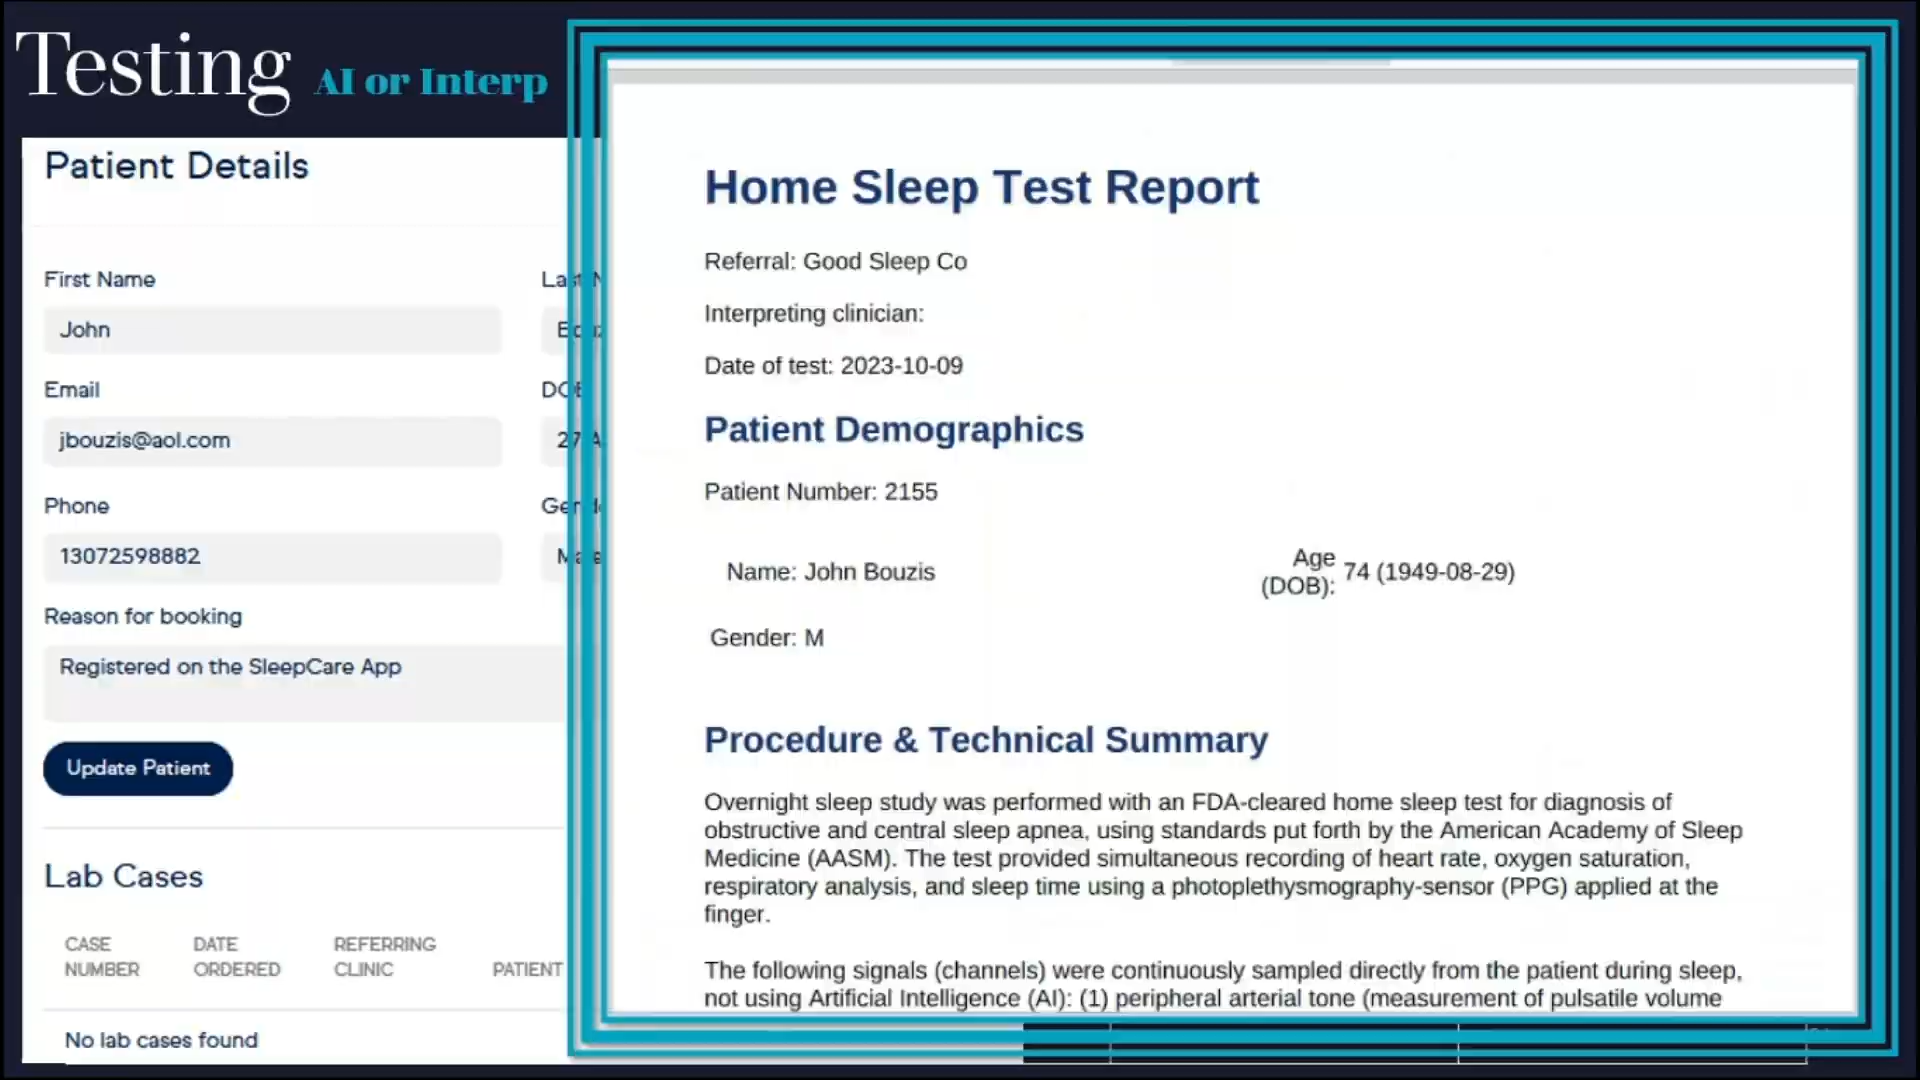 Testing AI or Interp
Patient Details
First Name
John
Email
jbouzis@aol.com
Phone
13072598882
Reason for booking
Registered on the SleepCare App
Update Patient
Lab Cases
CASE NUMBER
DATE ORDERED
REFERRING CLINIC
PATIENT
No lab cases found
Home Sleep Test Report
Referral: Good Sleep Co
Interpreting clinician:
Date of test: 2023-10-09
Patient Demographics
Patient Number: 2155
Name: John Bouzis
Age (DOB): 74 (1949-08-29)
Gender: M
Procedure & Technical Summary
Overnight sleep study was performed with an FDA-cleared home sleep test for diagnosis of
obstructive and central sleep apnea, using standards put forth by the American Academy of Sleep
Medicine (AASM). The test provided simultaneous recording of heart rate, oxygen saturation,
respiratory analysis, and sleep time using a photoplethysmography-sensor (PPG) applied at the
finger.
The following signals (channels) were continuously sampled directly from the patient during sleep,
not using Artificial Intelligence (AI): (1) peripheral arterial tone (measurement of pulsatile volume